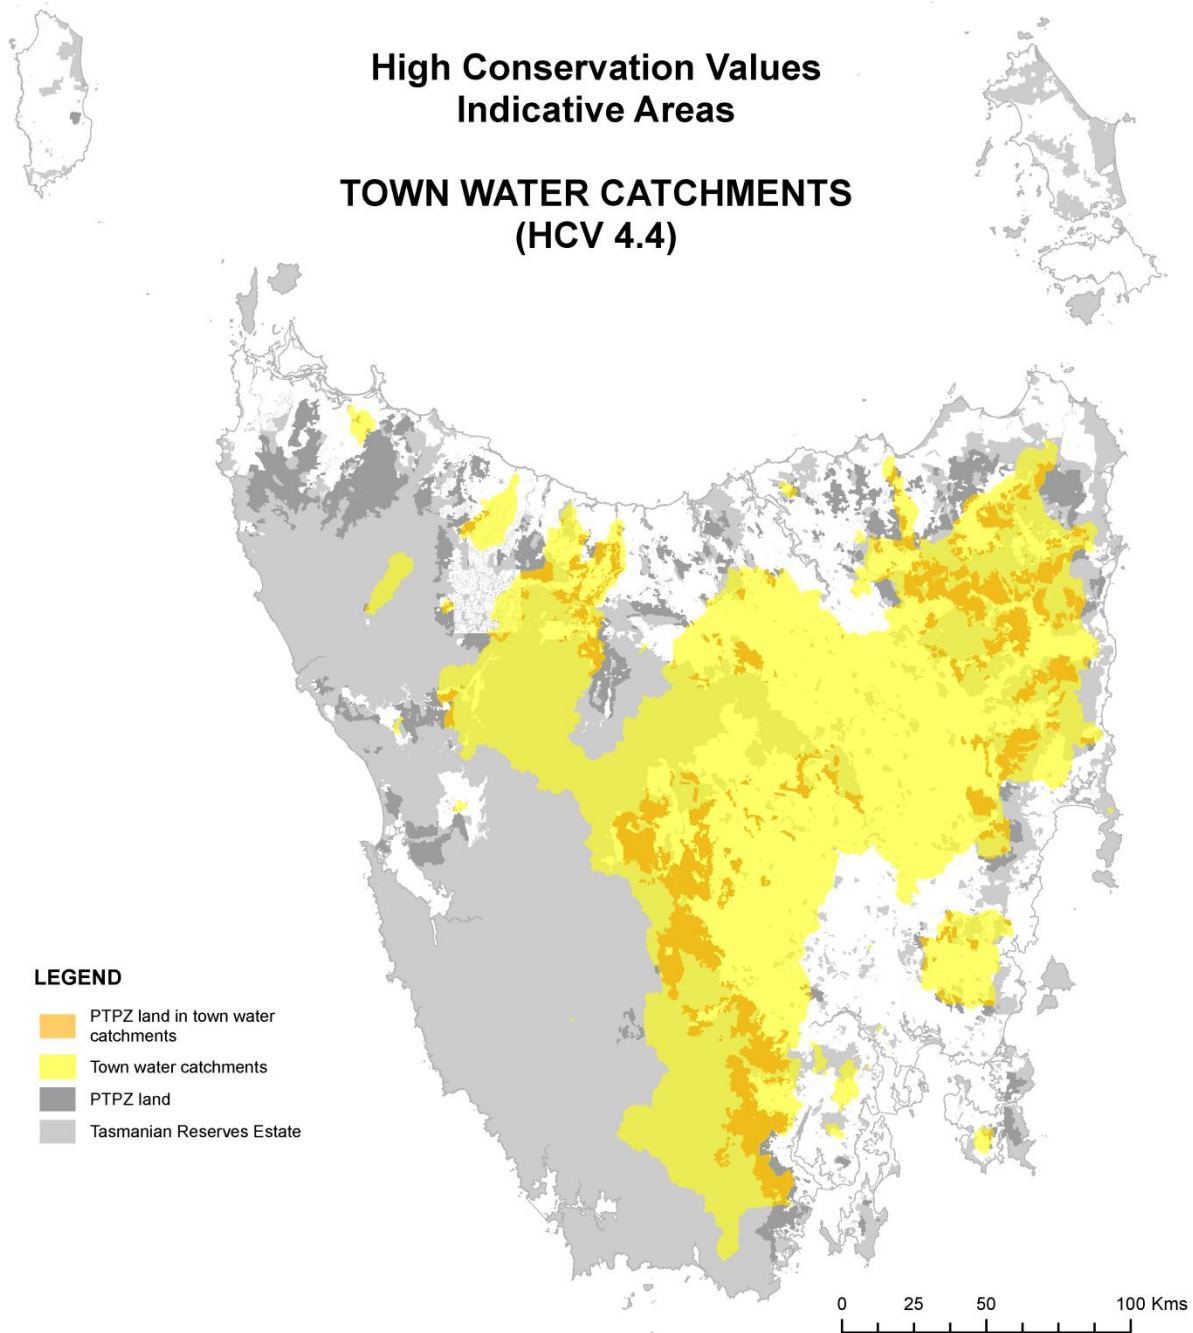 High Conservation Values
Indicative Areas
TOWN WATER CATCHMENTS
(HCV 4.4)
LEGEND
PTPZ land in town water
catchments
Town water catchments
PTPZ land
Tasmanian Reserves Estate
0 25 50 100 Kms